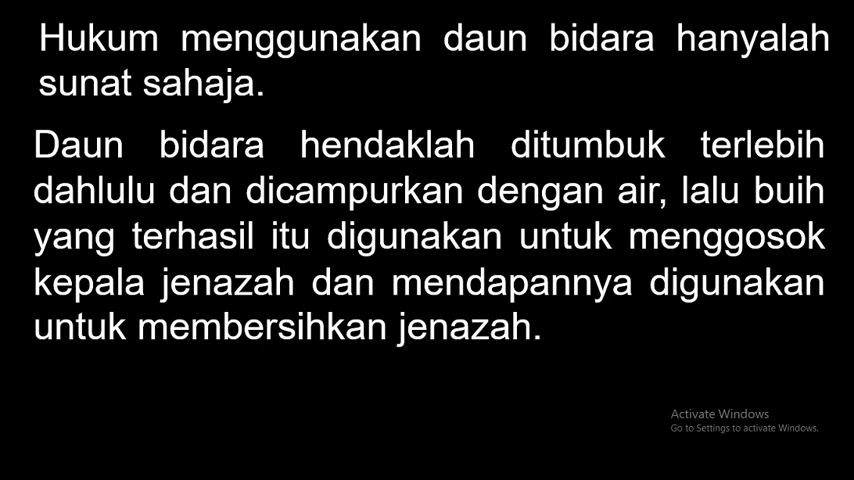 Hukum menggunakan daun bidara hanyalah
sunat sahaja.
Daun bidara hendaklah ditumbuk terlebih
dahlulu dan dicampurkan dengan air, lalu buih
yang terhasil itu digunakan untuk menggosok
kepala jenazah dan mendapannya digunakan
untuk membersihkan jenazah.
Activate Windows
Go to Settings to activate Windows.